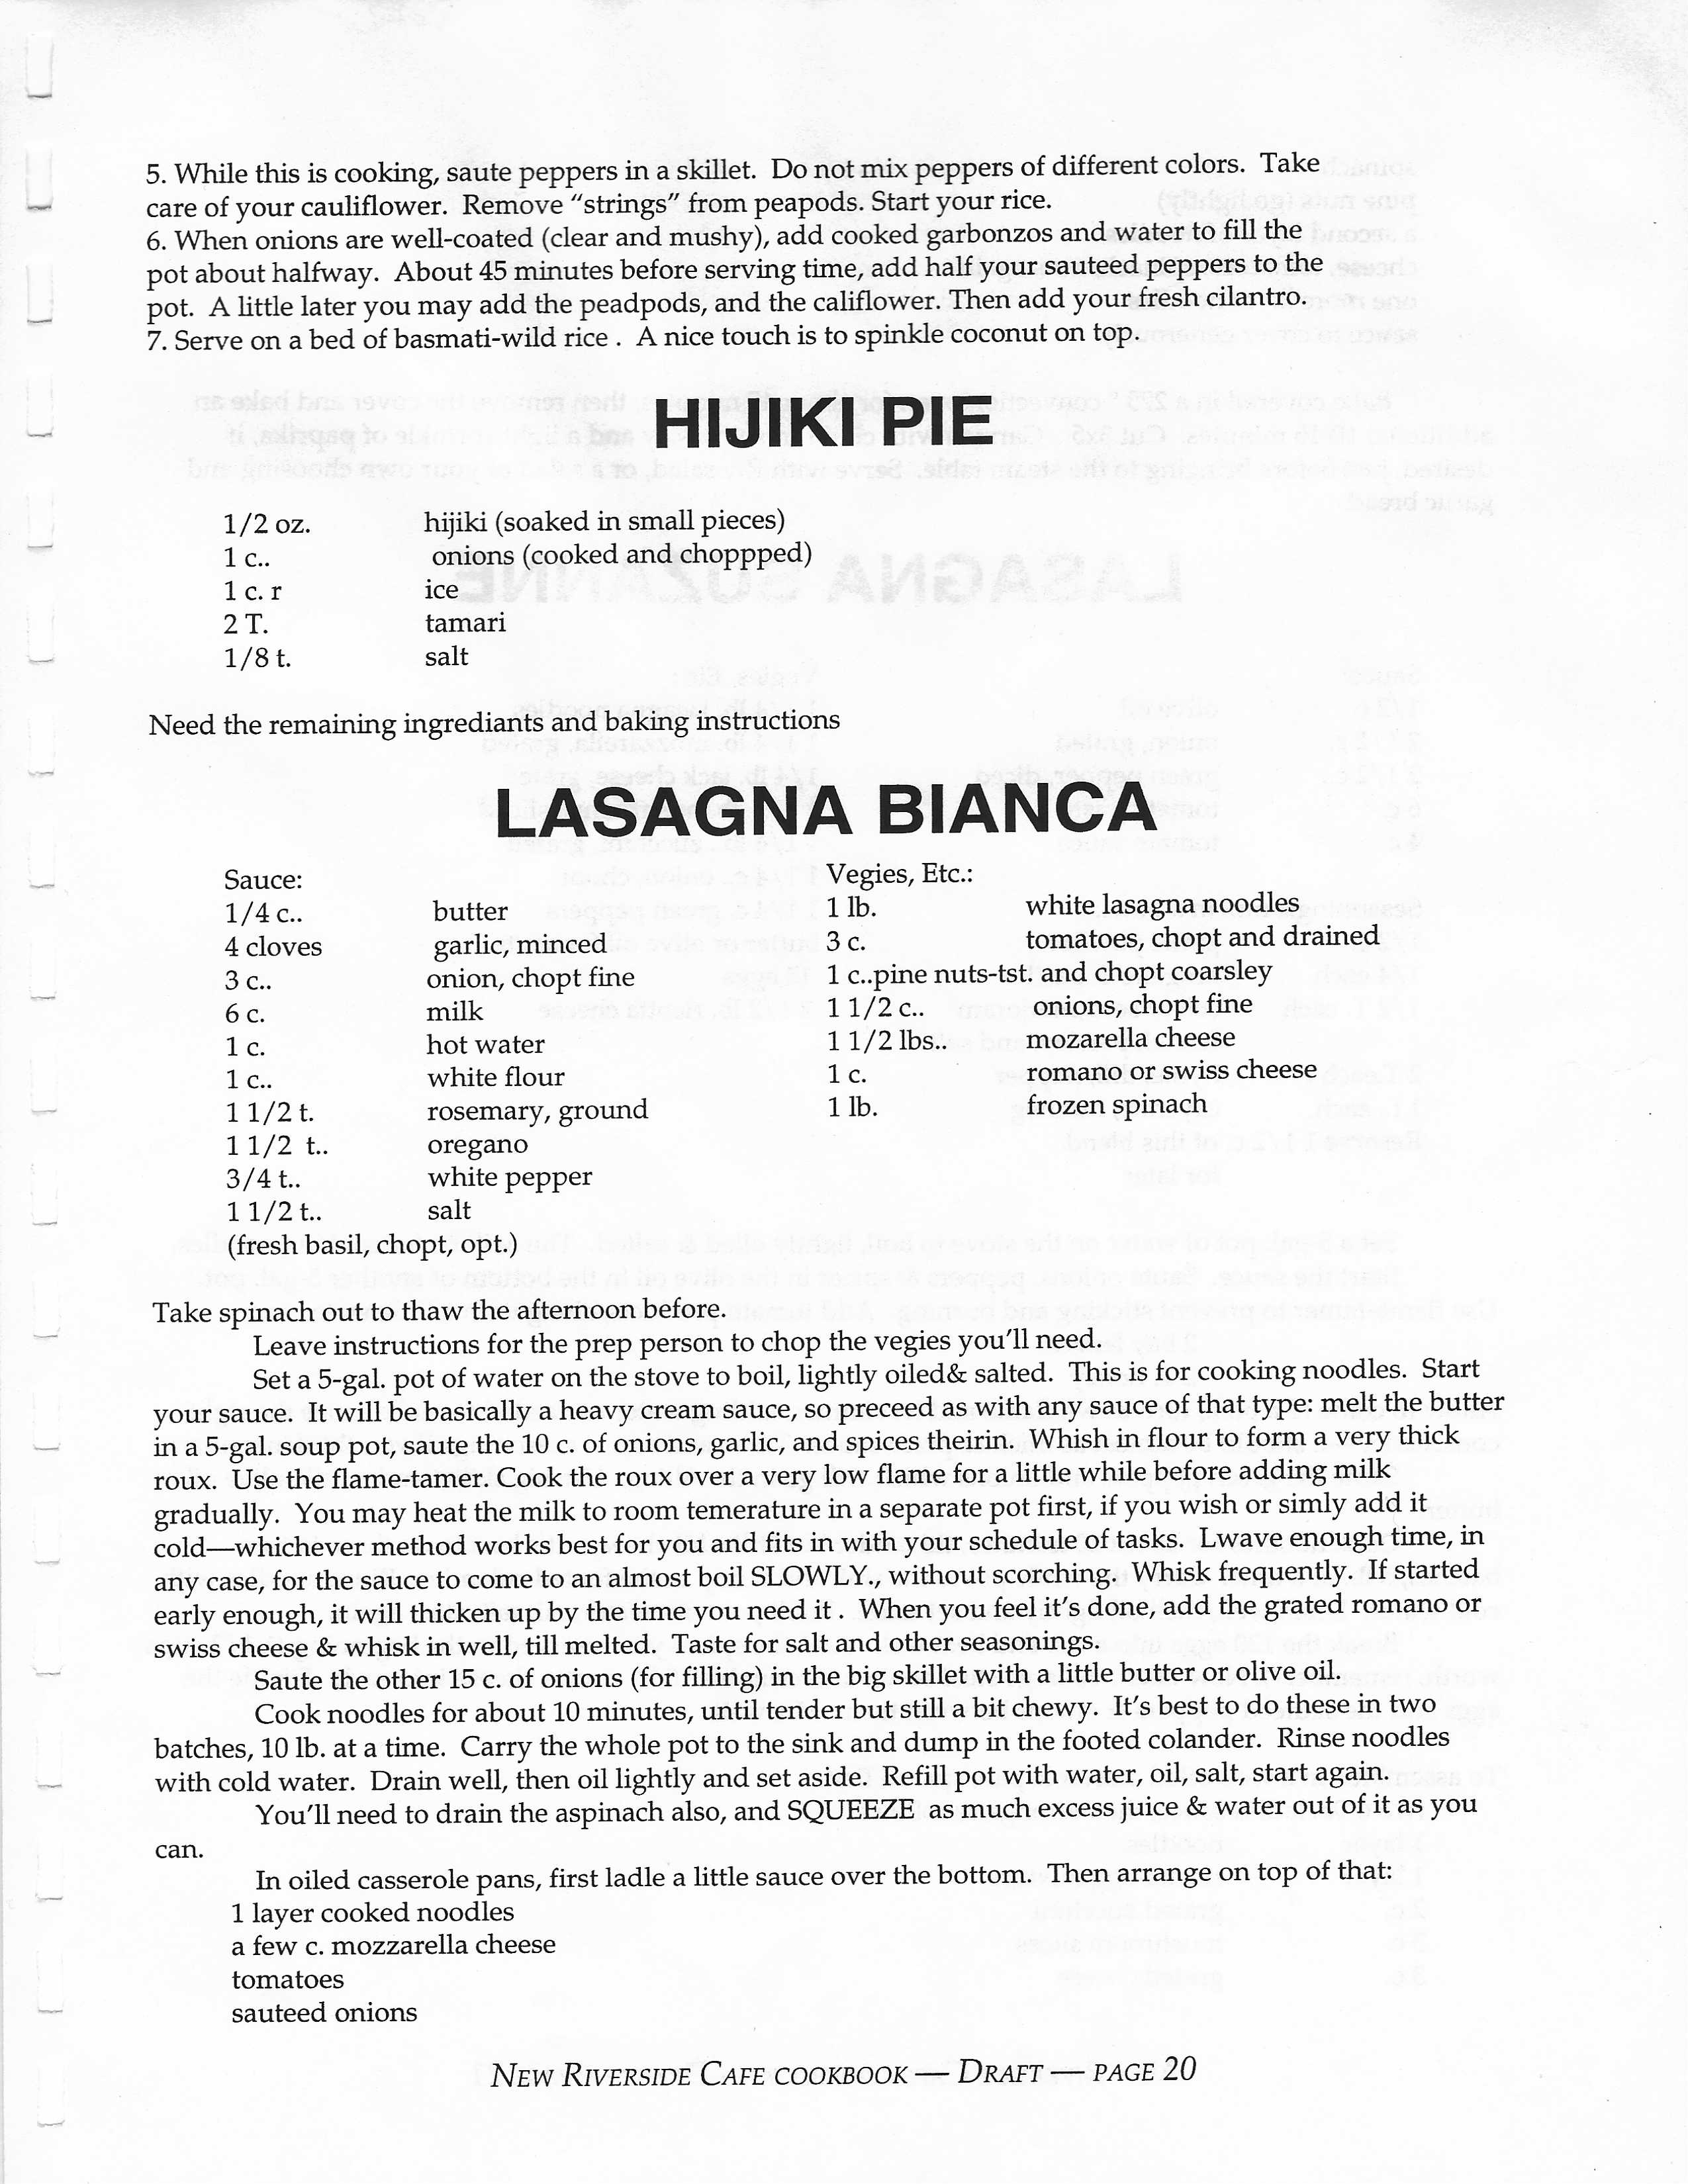 5. While this is cooking, saute peppers in a skillet.  Do not mix peppers of different colors.  Take
care of your cauliflower.  Remove “strings” from peapods. Start your rice.
6. When onions are well-coated (clear and mushy), add cooked garbonzos and water to fill the
pot about halfway.  About 45 minutes before serving time, add half your sauteed peppers to the
pot.  A little later you may add the peadpods, and the califlower. Then add your fresh cilantro.
7. Serve on a bed of basmati-wild rice .  A nice touch is to spinkle coconut on top.
HIJIKI PIE
1/2 oz. hijiki (soaked in small pieces)
1 c.. onions (cooked and choppped)
1 c. r ice
2 T. tamari
1/8 t. salt
Need the remaining ingrediants and baking instructions
LASAGNA BIANCA
Sauce:
1/4 c.. butter
4 cloves garlic, minced
3 c.. onion, chopt fine
6 c. milk
1 c. hot water
1 c.. white flour
1 1/2 t. rosemary, ground
1 1/2  t.. oregano
3/4 t.. white pepper
1 1/2 t.. salt
(fresh basil, chopt, opt.)
Vegies, Etc.:
1 lb. white lasagna noodles
3 c. tomatoes, chopt and drained
1 c..pine nuts-tst. and chopt coarsley
1 1/2 c.. onions, chopt fine
1 1/2 lbs.. mozarella cheese
1 c. romano or swiss cheese
1 lb. frozen spinach
Take spinach out to thaw the afternoon before.
Leave instructions for the prep person to chop the vegies you’ll need.
Set a 5-gal. pot of water on the stove to boil, lightly oiled& salted.  This is for cooking noodles.  Start
your sauce.  It will be basically a heavy cream sauce, so preceed as with any sauce of that type: melt the butter
in a 5-gal. soup pot, saute the 10 c. of onions, garlic, and spices theirin.  Whish in flour to form a very thick
roux.  Use the flame-tamer. Cook the roux over a very low flame for a little while before adding milk
gradually.  You may heat the milk to room temerature in a separate pot first, if you wish or simly add it
cold—whichever method works best for you and fits in with your schedule of tasks.  Lwave enough time, in
any case, for the sauce to come to an almost boil SLOWLY., without scorching.  Whisk frequently.  If started
early enough, it will thicken up by the time you need it .  When you feel it’s done, add the grated romano or
swiss cheese & whisk in well, till melted.  Taste for salt and other seasonings.
Saute the other 15 c. of onions (for filling) in the big skillet with a little butter or olive oil.
Cook noodles for about 10 minutes, until tender but still a bit chewy.  It’s best to do these in two
batches, 10 lb. at a time.  Carry the whole pot to the sink and dump in the footed colander.  Rinse noodles
with cold water.  Drain well, then oil lightly and set aside.  Refill pot with water, oil, salt, start again.
You’ll need to drain the aspinach also, and SQUEEZE  as much excess juice & water out of it as you
can.
In oiled casserole pans, first ladle a little sauce over the bottom.  Then arrange on top of that:
1 layer cooked noodles
a few c. mozzarella cheese
tomatoes
sauteed onions
NEW RIVERSIDE CAFE COOKBOOK — DRAFT — PAGE 20